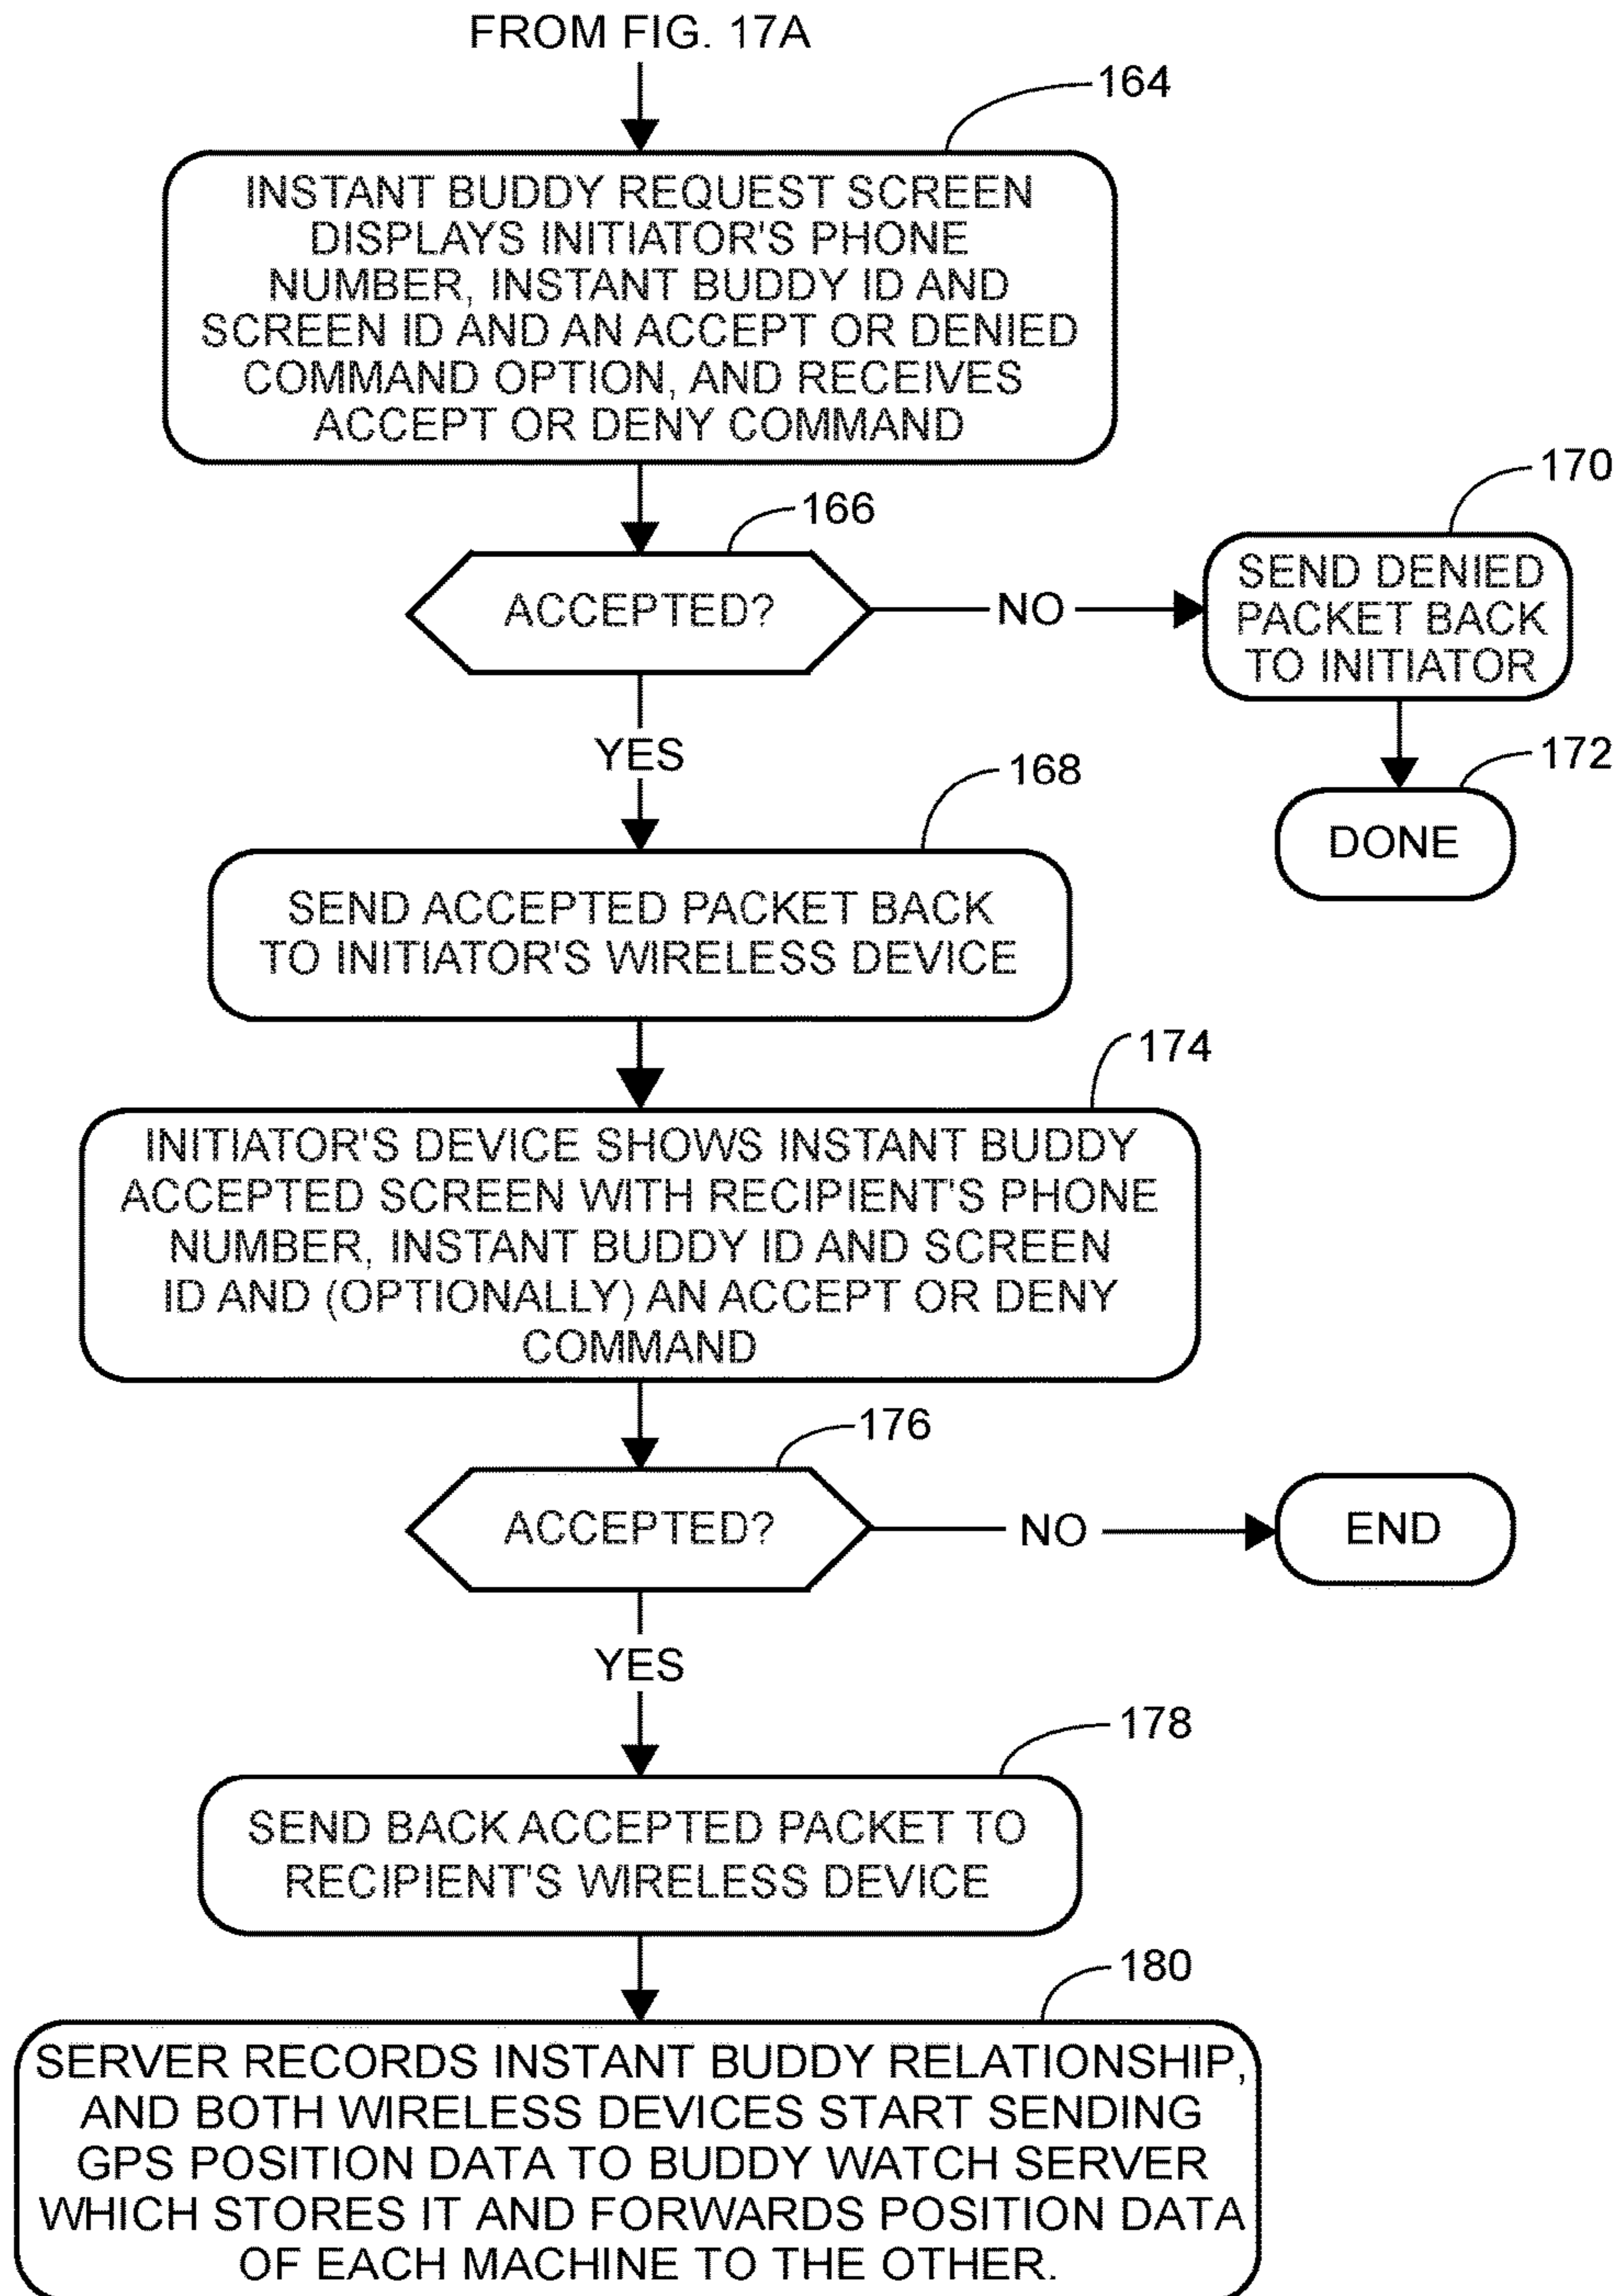 FROM FIG. 17A
164
INSTANT BUDDY REQUEST SCREEN
DISPLAYS INITIATOR'S PHONE
NUMBER, INSTANT BUDDY ID AND
SCREEN ID AND AN ACCEPT OR DENIED
COMMAND OPTION, AND RECEIVES
ACCEPT OR DENY COMMAND
166
ACCEPTED?
NO
170
SEND DENIED
PACKET BACK
TO INITIATOR
172
DONE
YES
168
SEND ACCEPTED PACKET BACK
TO INITIATOR'S WIRELESS DEVICE
174
INITIATOR'S DEVICE SHOWS INSTANT BUDDY
ACCEPTED SCREEN WITH RECIPIENT'S PHONE
NUMBER, INSTANT BUDDY ID AND SCREEN
ID AND (OPTIONALLY) AN ACCEPT OR DENY
COMMAND
176
ACCEPTED?
NO
END
YES
178
SEND BACK ACCEPTED PACKET TO
RECIPIENT'S WIRELESS DEVICE
180
SERVER RECORDS INSTANT BUDDY RELATIONSHIP,
AND BOTH WIRELESS DEVICES START SENDING
GPS POSITION DATA TO BUDDY WATCH SERVER
WHICH STORES IT AND FORWARDS POSITION DATA
OF EACH MACHINE TO THE OTHER.